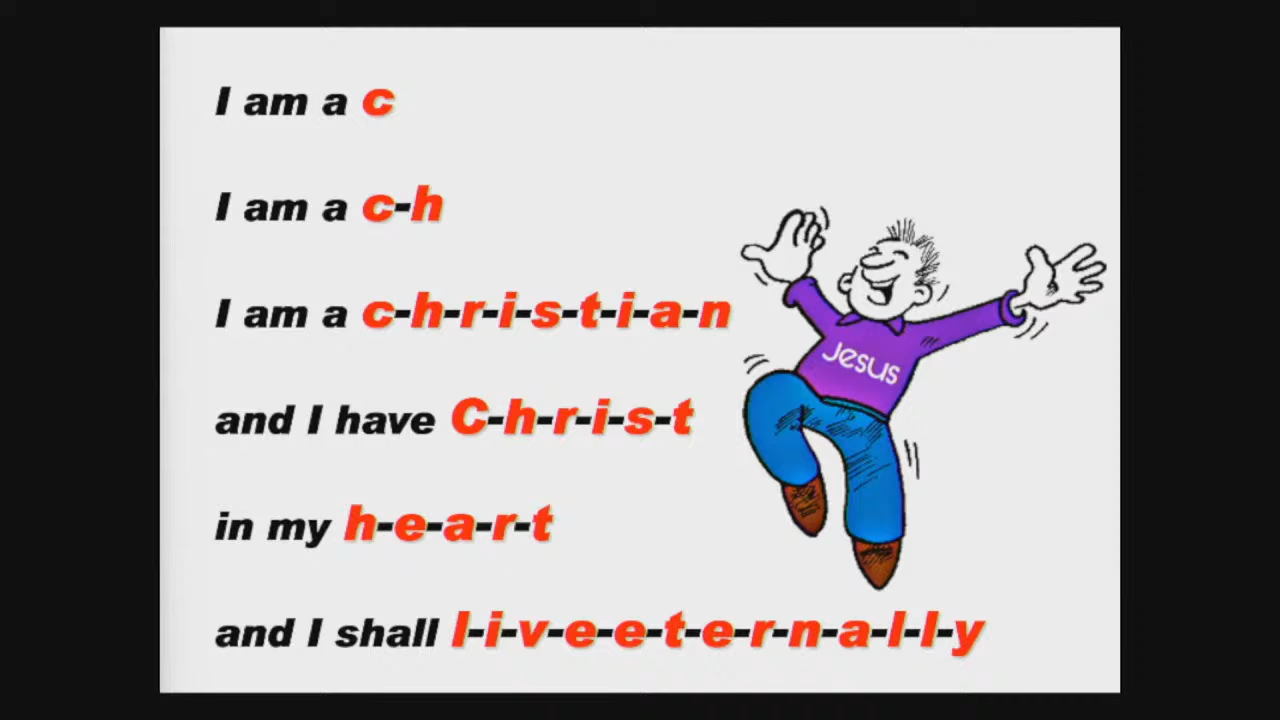 I am a c
I am a c-h
I am a c-h-r-i-s-t-i-a-n
and I have C-h-r-i-s-t
in my h-e-a-r-t
and I shall l-i-v-e-e-t-e-r-n-a-l-l-y
Jesus